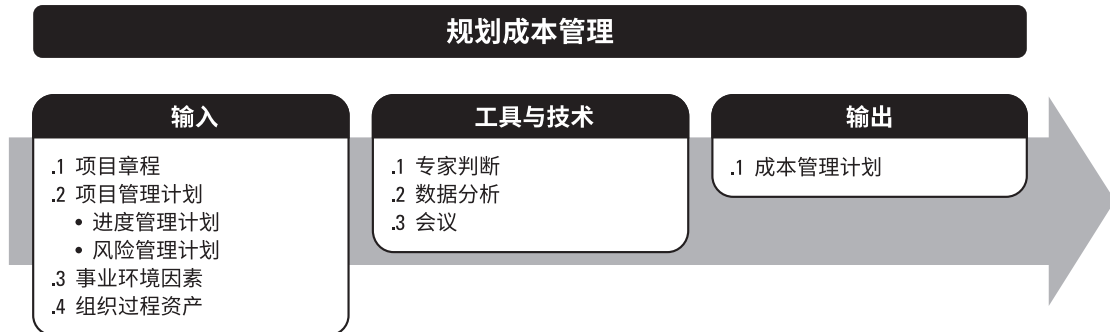 规划成本管理
输入
.1 项目章程
.2 项目管理计划
• 进度管理计划
• 风险管理计划
.3 事业环境因素
.4 组织过程资产
工具与技术
.1 专家判断
.2 数据分析
.3 会议
输出
.1 成本管理计划